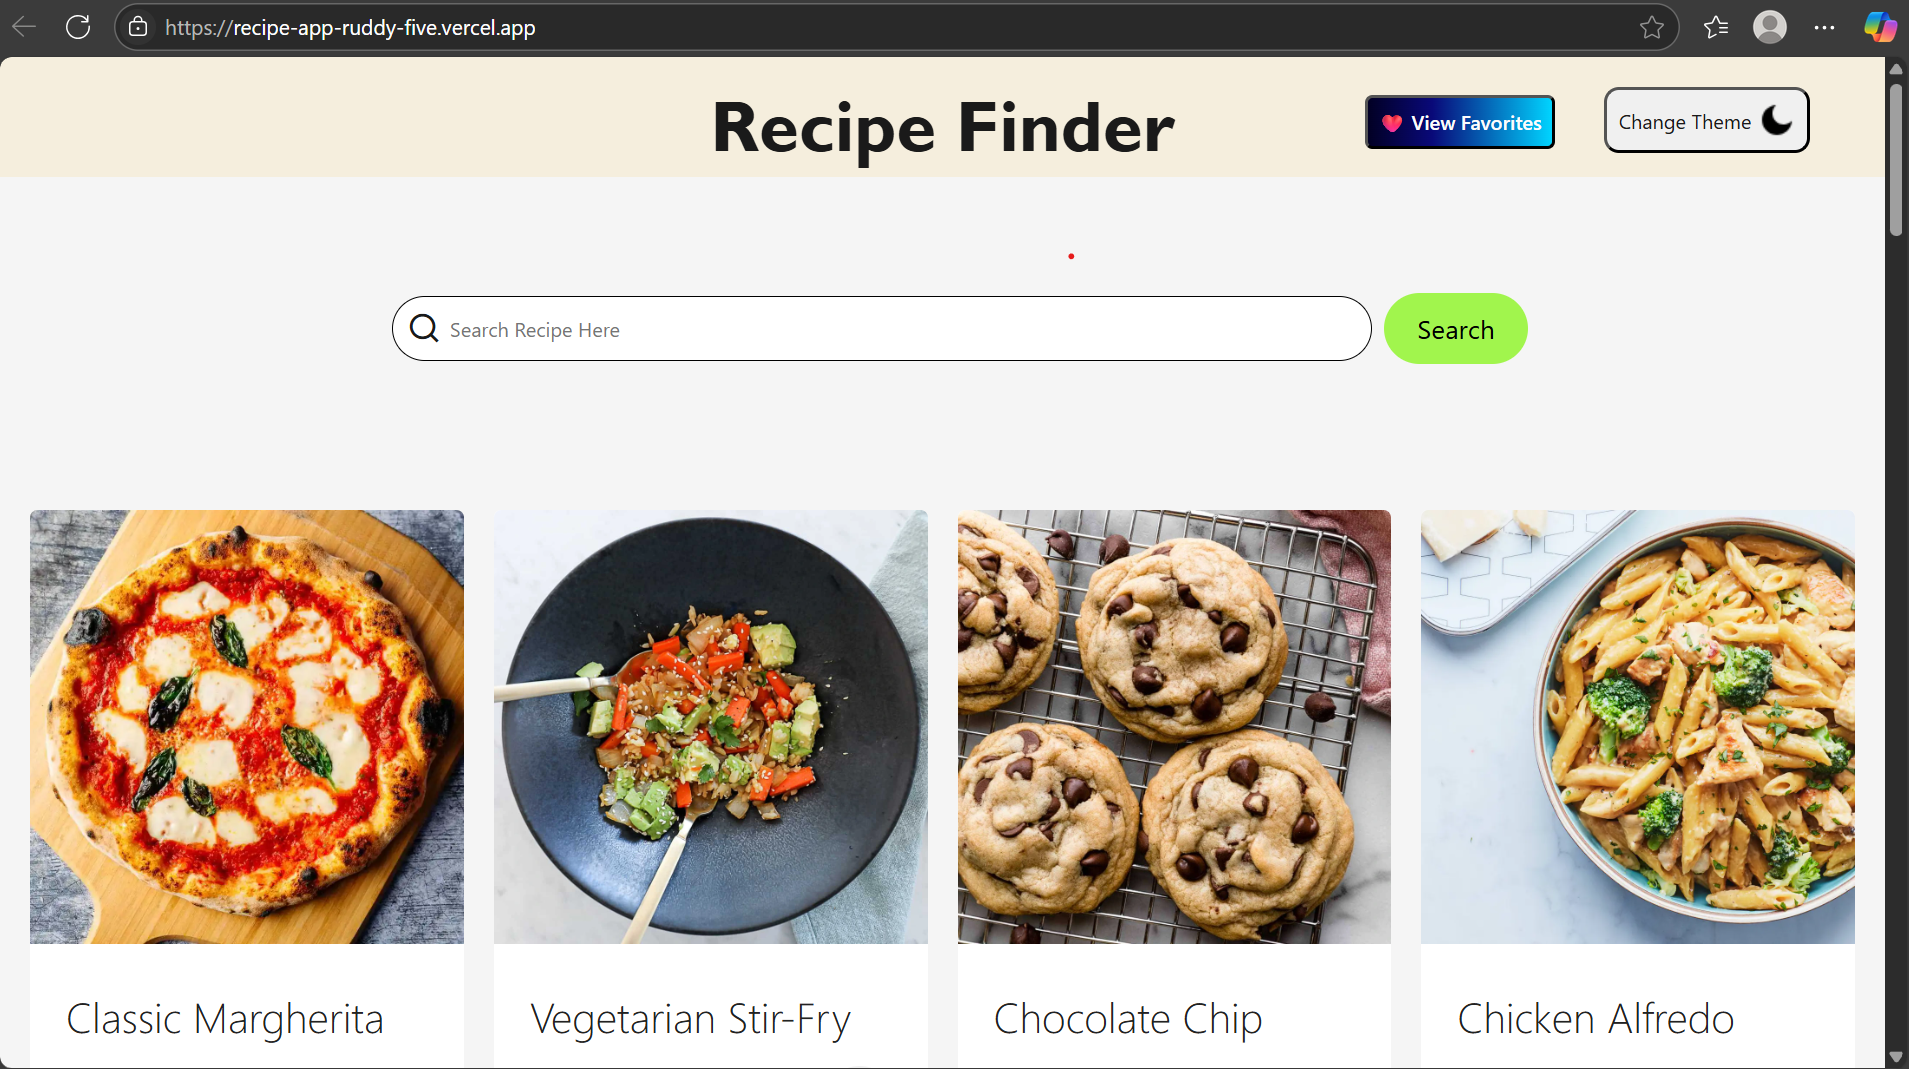 https://recipe-app-ruddy-five.vercel.app
Recipe Finder
View Favorites
Change Theme
Search Recipe Here
Search
Classic Margherita
Vegetarian Stir-Fry
Chocolate Chip
Chicken Alfredo